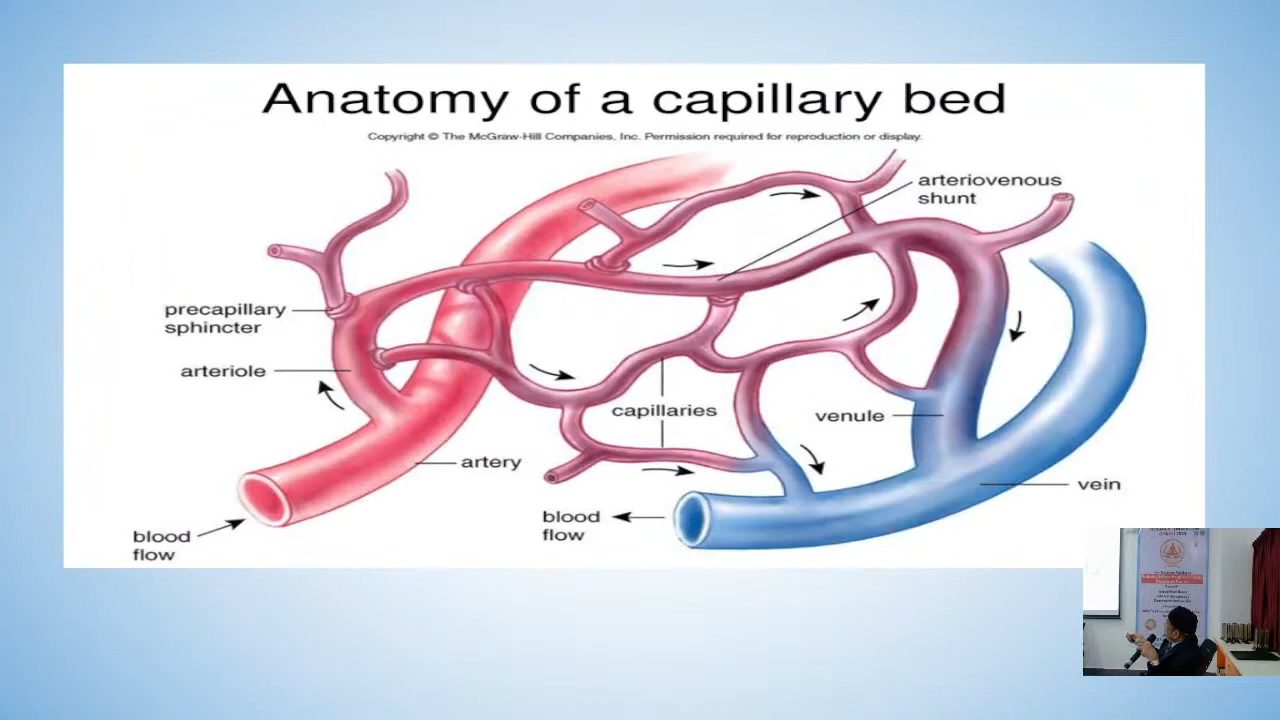 Anatomy of a capillary bed
Copyright © The McGraw-Hill Companies, Inc. Permission required for reproduction or display.
arteriovenous
shunt
precapillary
sphincter
arteriole
capillaries
venule
artery
vein
blood
flow
blood
flow